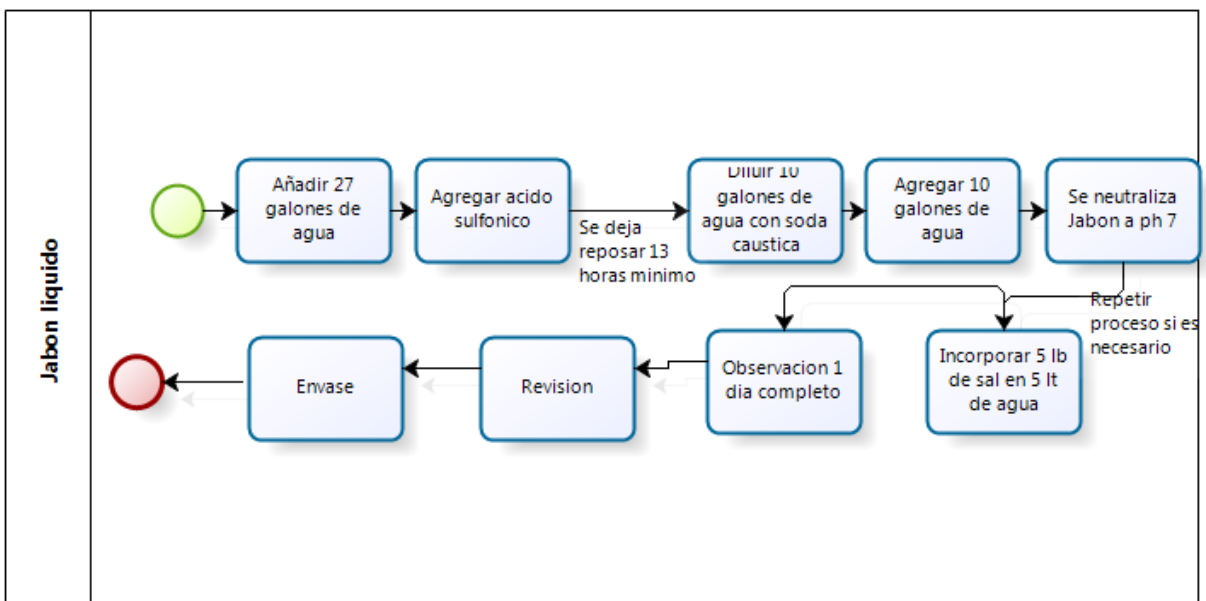 Jabon liquido
Añadir 27
galones de
agua
Agregar acido
sulfonico
Se deja
reposar 13
horas minimo
Diluir 10
galones de
agua con soda
caustica
Agregar 10
galones de
agua
Se neutraliza
Jabon a ph 7
Repetir
proceso si es
necesario
Incorporar 5 lb
de sal en 5 lt
de agua
Observacion 1
dia completo
Revision
Envase